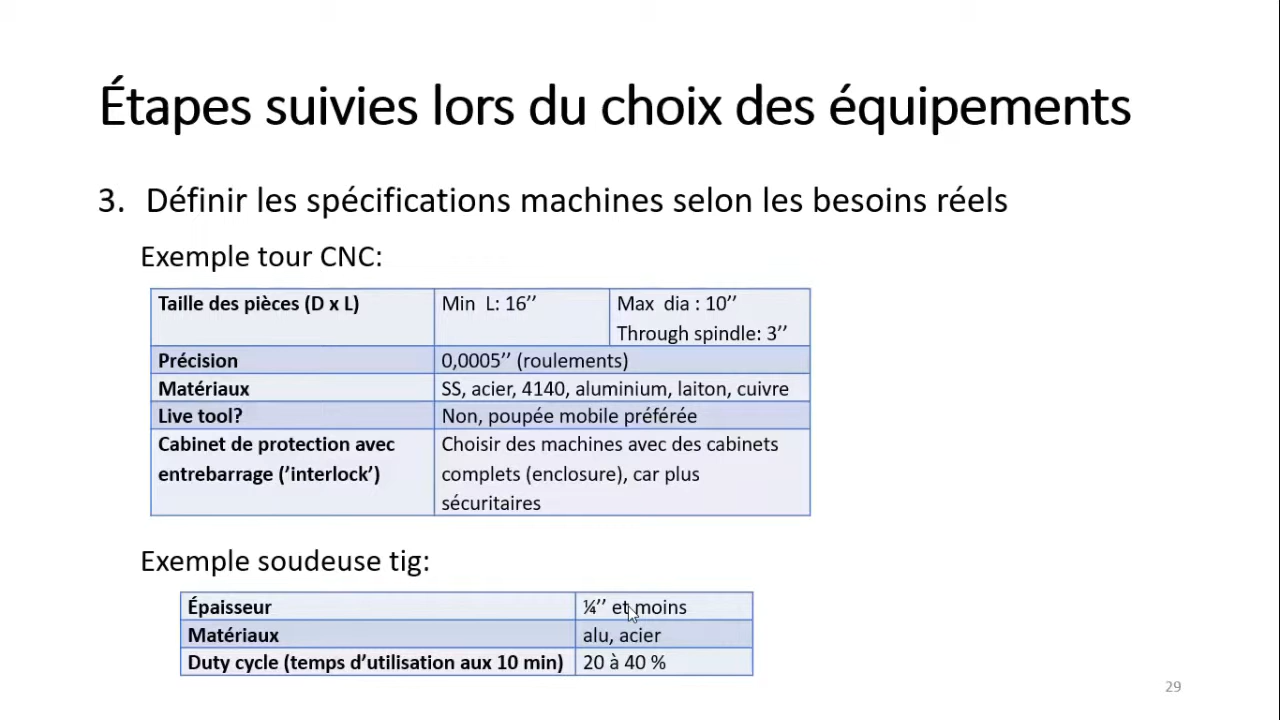 Étapes suivies lors du choix des équipements
3. Définir les spécifications machines selon les besoins réels
Exemple tour CNC:
Taille des pièces (D x L) Min L: 16’’ Max dia : 10’’
Through spindle: 3’’
Précision 0,0005’’ (roulements)
Matériaux SS, acier, 4140, aluminium, laiton, cuivre
Live tool? Non, poupée mobile préférée
Cabinet de protection avec Choisir des machines avec des cabinets
entrebarrage (’interlock’) complets (enclosure), car plus
sécuritaires
Exemple soudeuse tig:
Épaisseur ¼’’ et moins
Matériaux alu, acier
Duty cycle (temps d’utilisation aux 10 min) 20 à 40 %
29